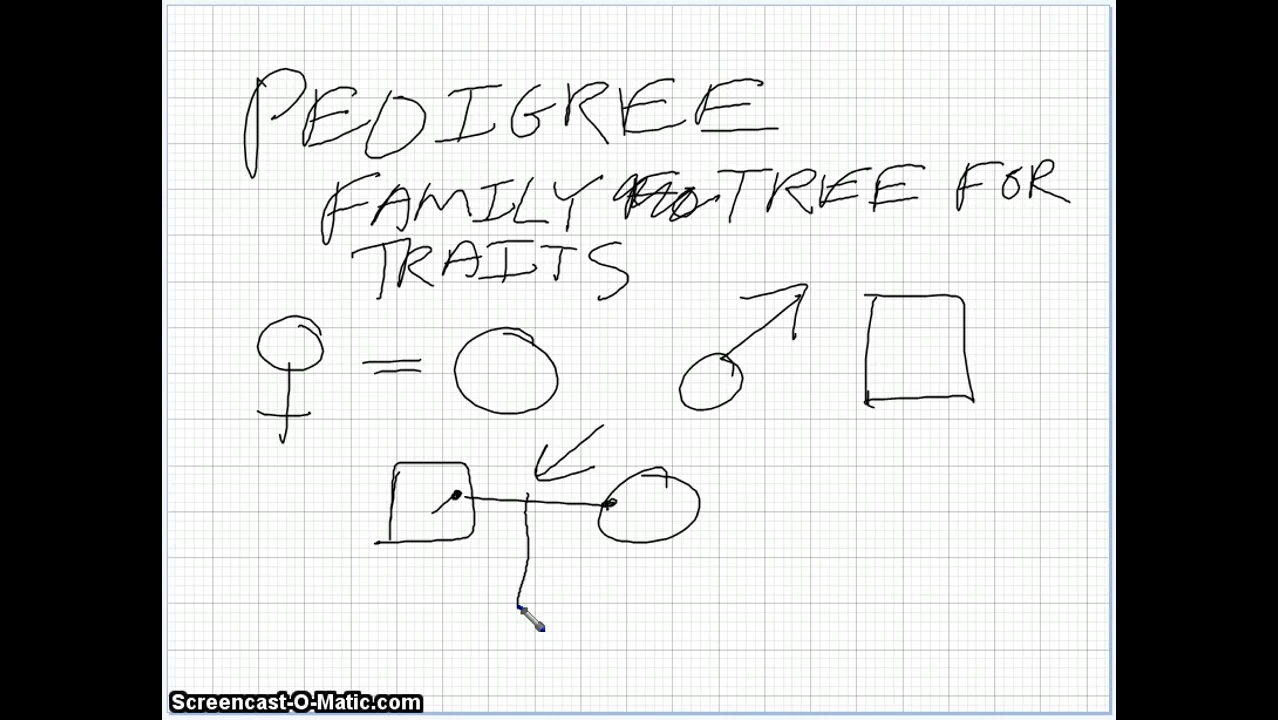 PEDIGREE
FAMILY TREE FOR
TRAITS
♀ = 
Screencast-O-Matic.com